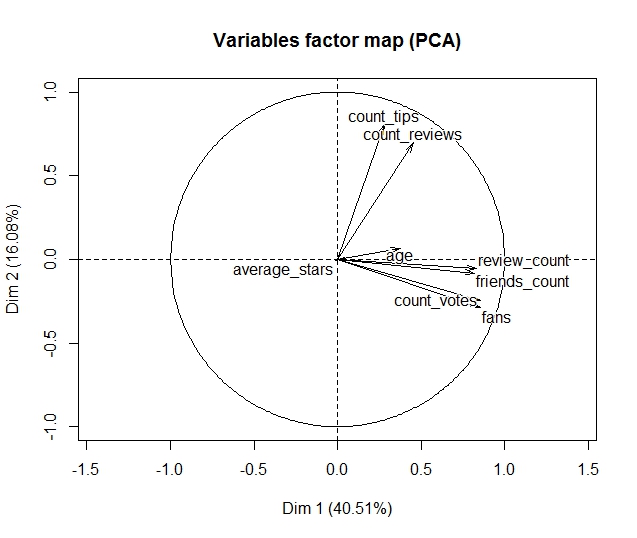 Variables factor map (PCA)
Dim 2 (16.08%)
1.0
0.5
0.0
-0.5
-1.0
count_tips
count_reviews
age
review_count
average_stars
friends_count
count_votes
fans
-1.5 -1.0 -0.5 0.0 0.5 1.0 1.5
Dim 1 (40.51%)